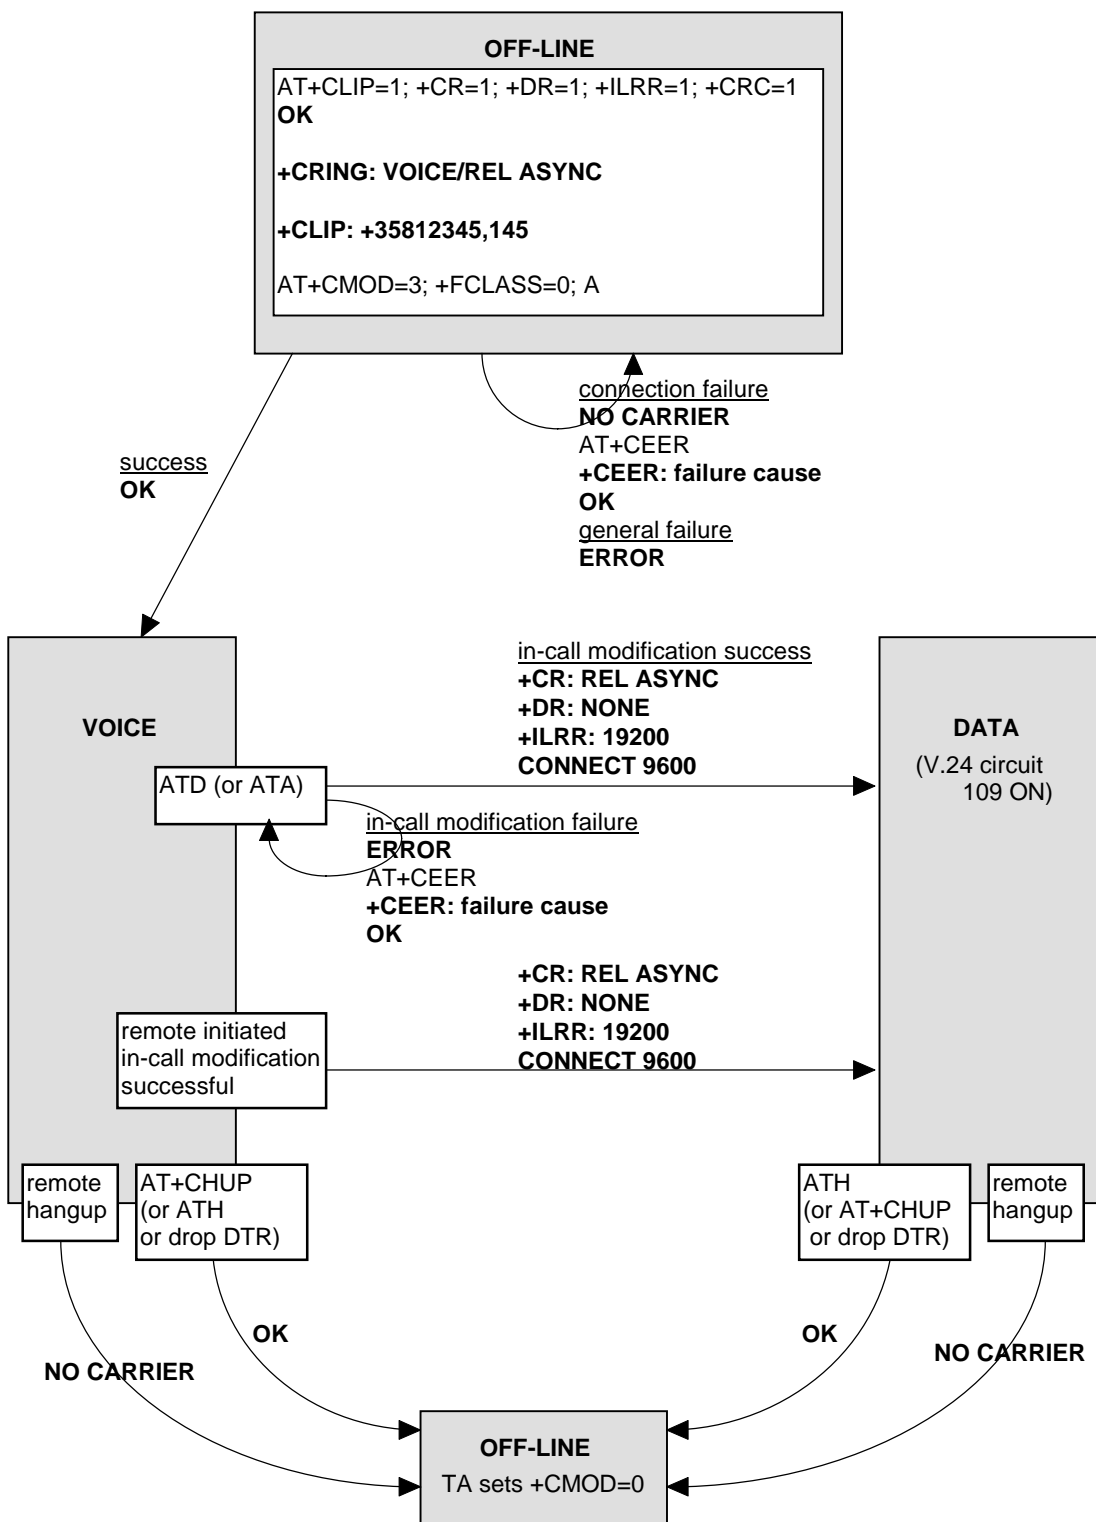 OFF-LINE
AT+CLIP=1; +CR=1; +DR=1; +ILRR=1; +CRC=1
OK
+CRING: VOICE/REL ASYNC
+CLIP: +35812345,145
AT+CMOD=3; +FCLASS=0; A
connection failure
NO CARRIER
AT+CEER
+CEER: failure cause
OK
general failure
ERROR
success
OK
in-call modification success
+CR: REL ASYNC
+DR: NONE
+ILRR: 19200
CONNECT 9600
VOICE
DATA
(V.24 circuit
109 ON)
ATD (or ATA)
in-call modification failure
ERROR
AT+CEER
+CEER: failure cause
OK
+CR: REL ASYNC
+DR: NONE
+ILRR: 19200
CONNECT 9600
remote initiated
in-call modification
successful
remote
hangup
AT+CHUP
(or ATH
or drop DTR)
ATH
(or AT+CHUP
or drop DTR)
remote
hangup
OK
NO CARRIER
OK
NO CARRIER
OFF-LINE
TA sets +CMOD=0